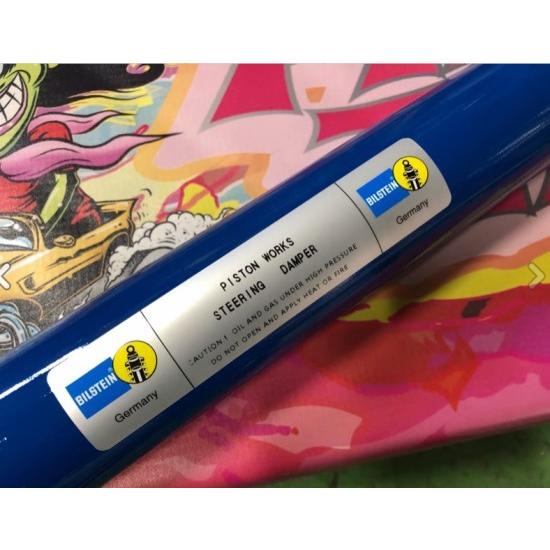 BILSTEIN
Germany
PISTON WORKS
STEERING DAMPER
CAUTION! OIL AND GAS UNDER HIGH PRESSURE
DO NOT OPEN AND APPLY HEAT OR FIRE
BILSTEIN
Germany